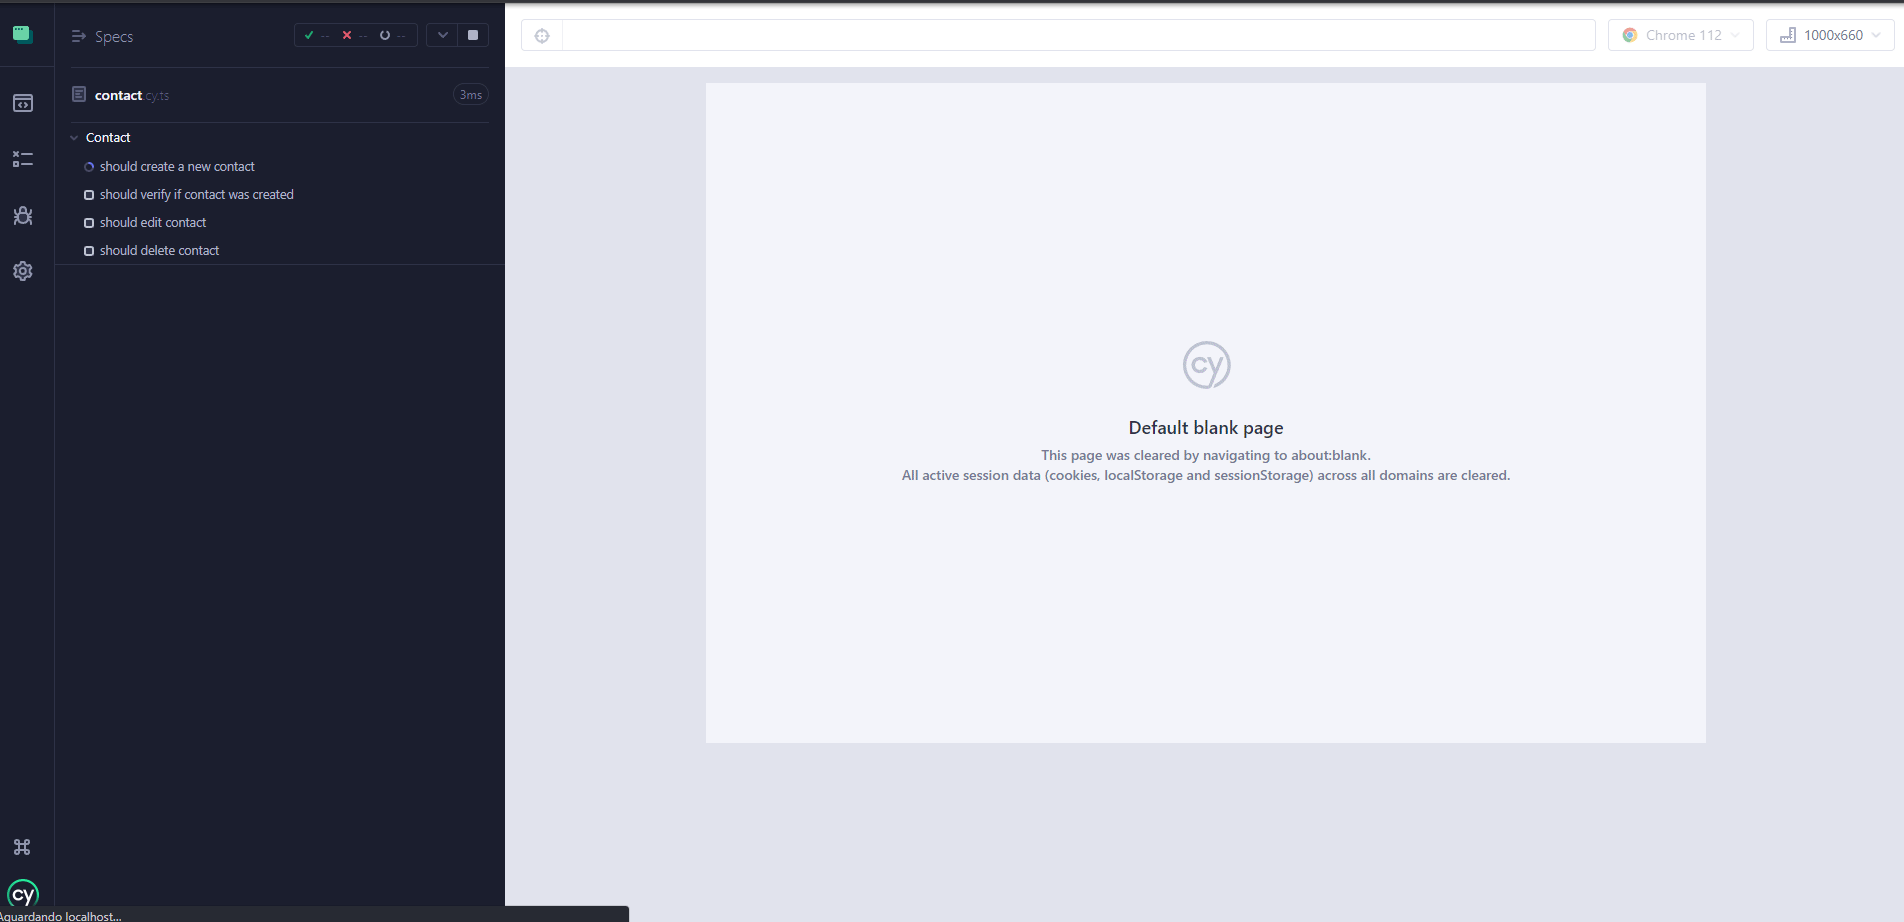 Specs
--
--
--
Chrome 112
1000x660
contact.cy.ts
3ms
Contact
should create a new contact
should verify if contact was created
should edit contact
should delete contact
cy
Default blank page
This page was cleared by navigating to about:blank.
All active session data (cookies, localStorage and sessionStorage) across all domains are cleared.
cy
Aguardando localhost...